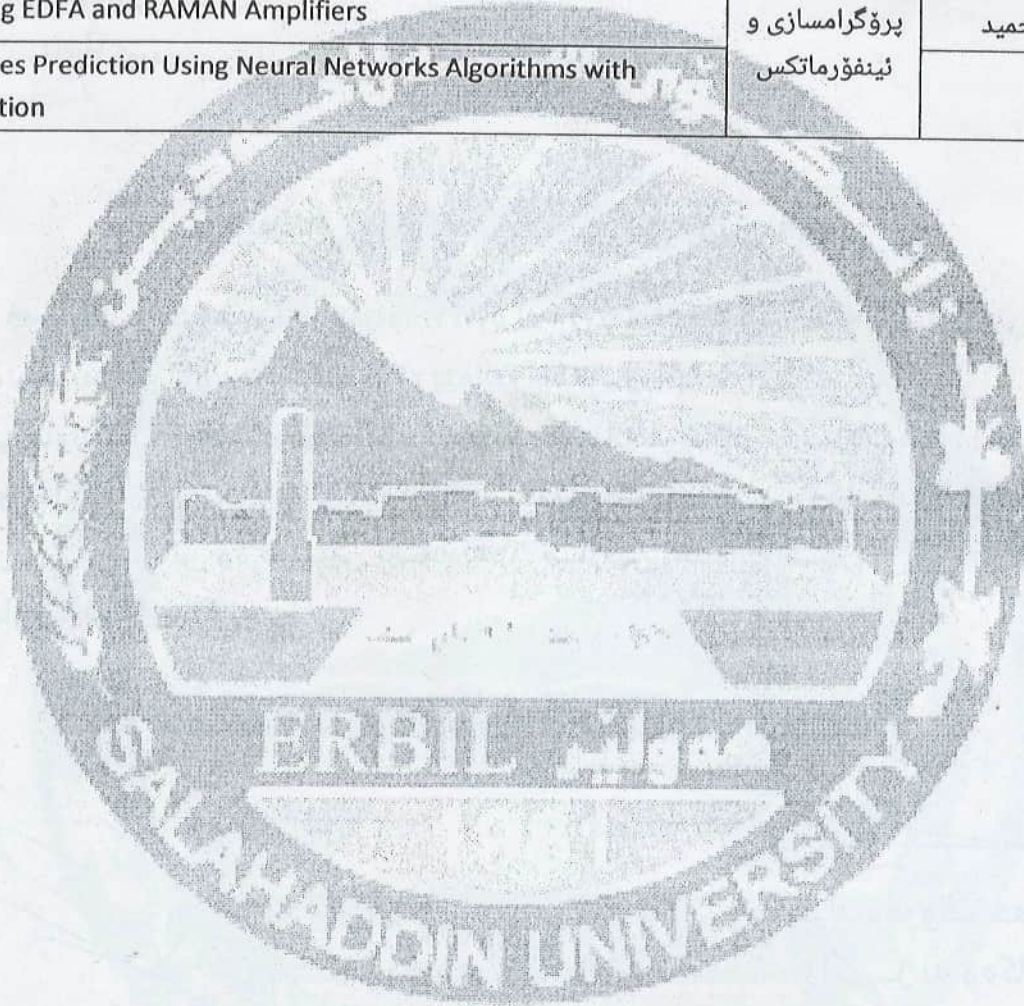 g EDFA and RAMAN Amplifiers
es Prediction Using Neural Networks Algorithms with
tion
پرۆگرامسازی و
ئینفۆرماتکس
حمید
ERBIL هەولێر
1981
SALAHADDIN UNIVERSITY